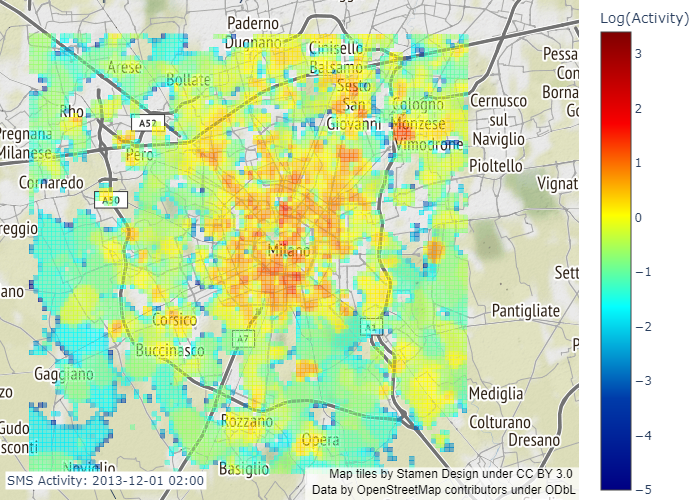 Log(Activity)
3
2
1
0
−1
−2
−3
−4
−5
Paderno
Dugnano
Cinisello
Balsamo
Arese
Bollate
Sesto
San
Giovanni
Cologno
Monzese
Vimodrone
Cernusco
sul
Naviglio
Pioltello
Pessa
Con
Borna
Go
Rho
A52
Pregnana
Milanese
Pero
Cornaredo
A50
Vignat
reggio
Milano
Sett
ano
Pantigliate
Corsico
A7
A1
Buccinasco
P
Gaggiano
zo
Mediglia
Rozzano
Colturano
Gudo
Opera
Dresano
sconti
Naviglio
Basiglio
SMS Activity: 2013-12-01 02:00
Map tiles by Stamen Design under CC BY 3.0
Data by OpenStreetMap contributors under ODbL